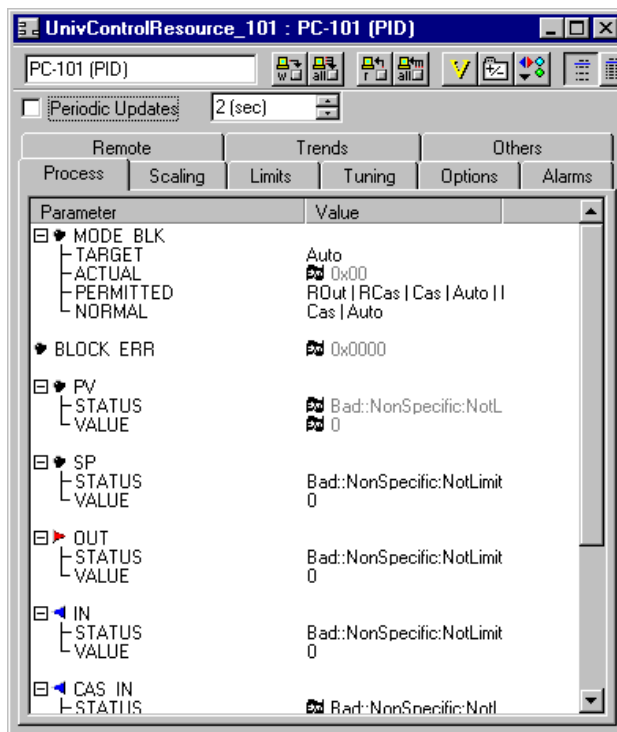 UnivControlResource_101 : PC-101 (PID)
PC-101 (PID)
w all r all
Periodic Updates 2 (sec)
Remote Trends Others
Process Scaling Limits Tuning Options Alarms
Parameter Value
MODE_BLK
TARGET Auto
ACTUAL 0x00
PERMITTED ROut | RCas | Cas | Auto | I
NORMAL Cas | Auto
BLOCK_ERR 0x0000
PV
STATUS Bad::NonSpecific:NotL
VALUE 0
SP
STATUS Bad::NonSpecific:NotLimit
VALUE 0
OUT
STATUS Bad::NonSpecific:NotLimit
VALUE 0
IN
STATUS Bad::NonSpecific:NotLimit
VALUE 0
CAS_IN
STATUS Bad::NonSpecific:NotL